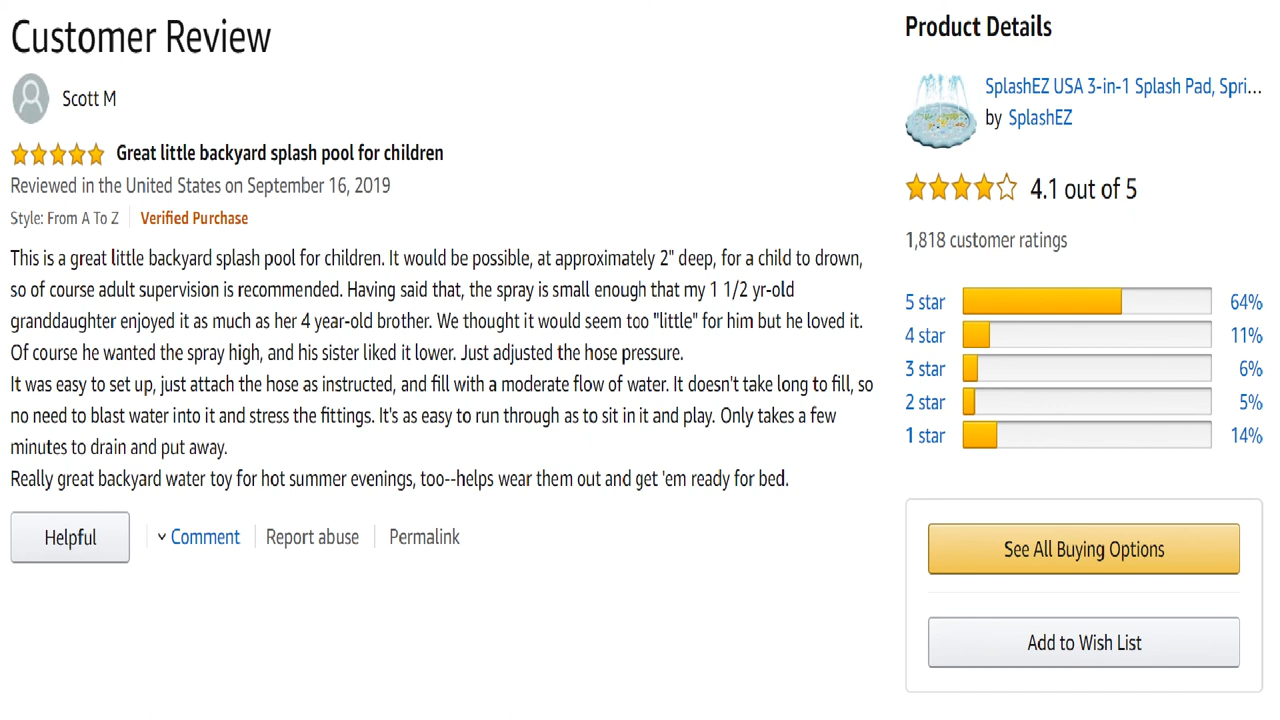 Customer Review
Scott M
Great little backyard splash pool for children
Reviewed in the United States on September 16, 2019
Style: From A To Z
Verified Purchase
This is a great little backyard splash pool for children. It would be possible, at approximately 2" deep, for a child to drown,
so of course adult supervision is recommended. Having said that, the spray is small enough that my 1 1/2 yr-old
granddaughter enjoyed it as much as her 4 year-old brother. We thought it would seem too "little" for him but he loved it.
Of course he wanted the spray high, and his sister liked it lower. Just adjusted the hose pressure.
It was easy to set up, just attach the hose as instructed, and fill with a moderate flow of water. It doesn't take long to fill, so
no need to blast water into it and stress the fittings. It's as easy to run through as to sit in it and play. Only takes a few
minutes to drain and put away.
Really great backyard water toy for hot summer evenings, too--helps wear them out and get 'em ready for bed.
Helpful
Comment
Report abuse
Permalink
Product Details
SplashEZ USA 3-in-1 Splash Pad, Spri...
by SplashEZ
4.1 out of 5
1,818 customer ratings
5 star 64%
4 star 11%
3 star 6%
2 star 5%
1 star 14%
See All Buying Options
Add to Wish List